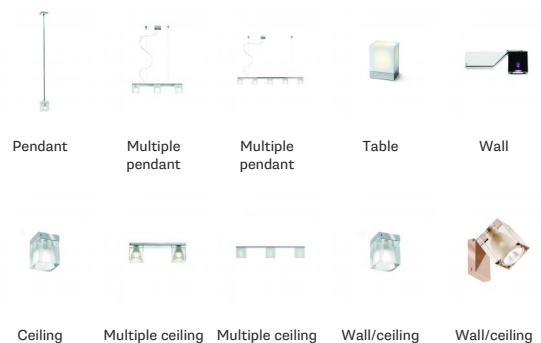 Pendant
Multiple
pendant
Multiple
pendant
Table
Wall
Ceiling
Multiple ceiling
Multiple ceiling
Wall/ceiling
Wall/ceiling